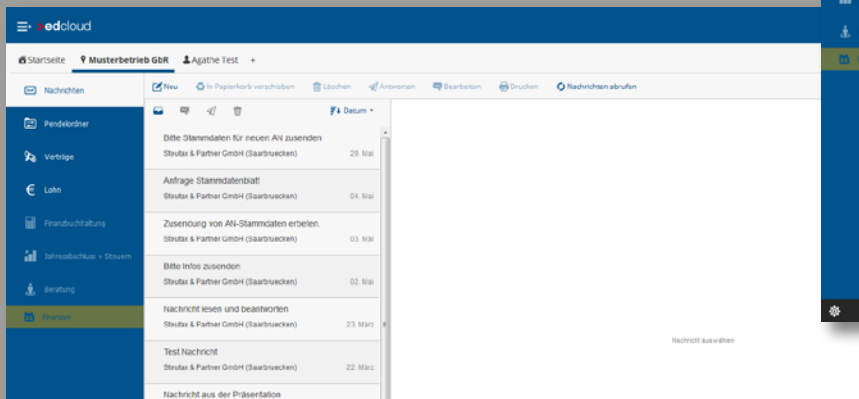 edcloud
Startseite Musterbetrieb GbR Agathe Test +
Nachrichten
Pendelordner
Verträge
Lohn
Finanzbuchhaltung
Jahresabschluss + Steuern
Beratung
Finanzen
Neu In Papierkorb verschieben Löschen Antworten Bearbeiten Drucken Nachrichten abrufen
Datum
Bitte Stammdaten für neuen AN zusenden
Steutax & Partner GmbH (Saarbruecken) 29. Mai
Anfrage Stammdatenblatt
Steutax & Partner GmbH (Saarbruecken) 04. Mai
Zusendung von AN-Stammdaten erbeten.
Steutax & Partner GmbH (Saarbruecken) 03. Mai
Bitte Infos zusenden
Steutax & Partner GmbH (Saarbruecken) 02. Mai
Nachricht lesen und beantworten
Steutax & Partner GmbH (Saarbruecken) 23. März
Test Nachricht
Steutax & Partner GmbH (Saarbruecken) 22. März
Nachricht aus der Präsentation
Nachricht auswählen